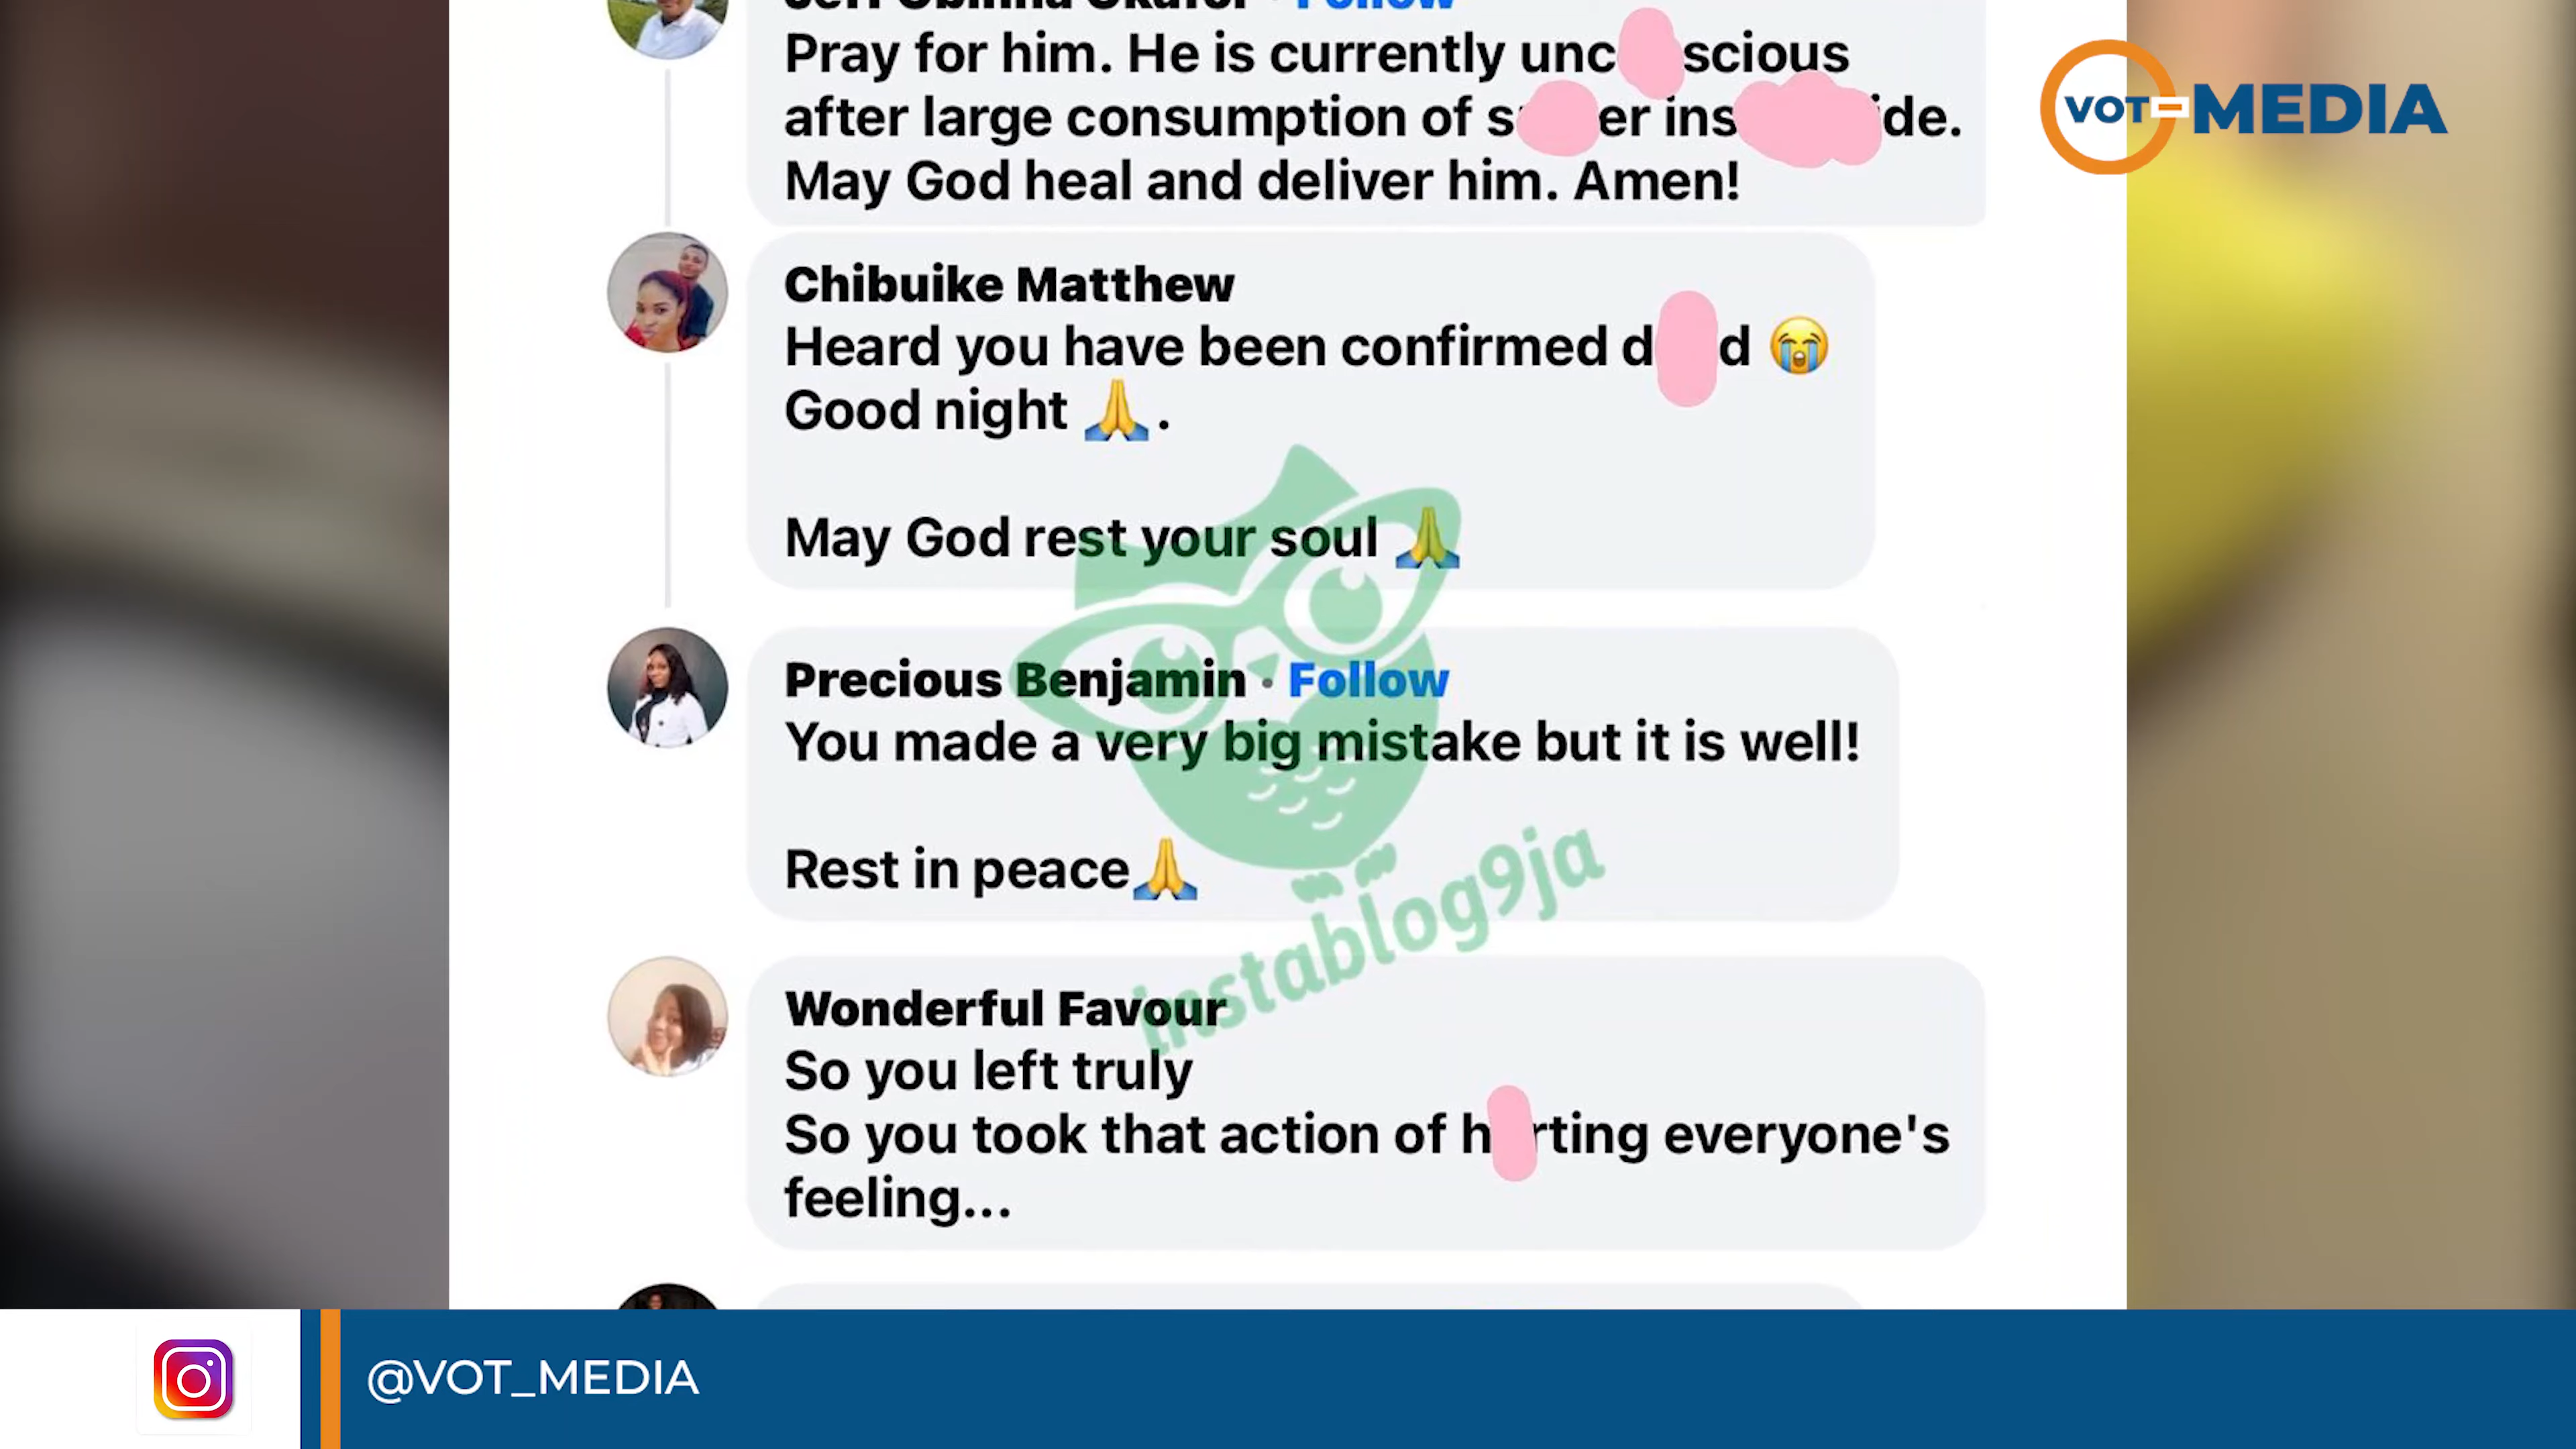 Pray for him. He is currently unc scious
after large consumption of s er ins ide.
May God heal and deliver him. Amen!
VOT-MEDIA
Chibuike Matthew
Heard you have been confirmed d d 😭
Good night 🙏.
May God rest your soul 🙏
Precious Benjamin · Follow
You made a very big mistake but it is well!
Rest in peace🙏
instablog9ja
Wonderful Favour
So you left truly
So you took that action of h rting everyone's
feeling...
@VOT_MEDIA